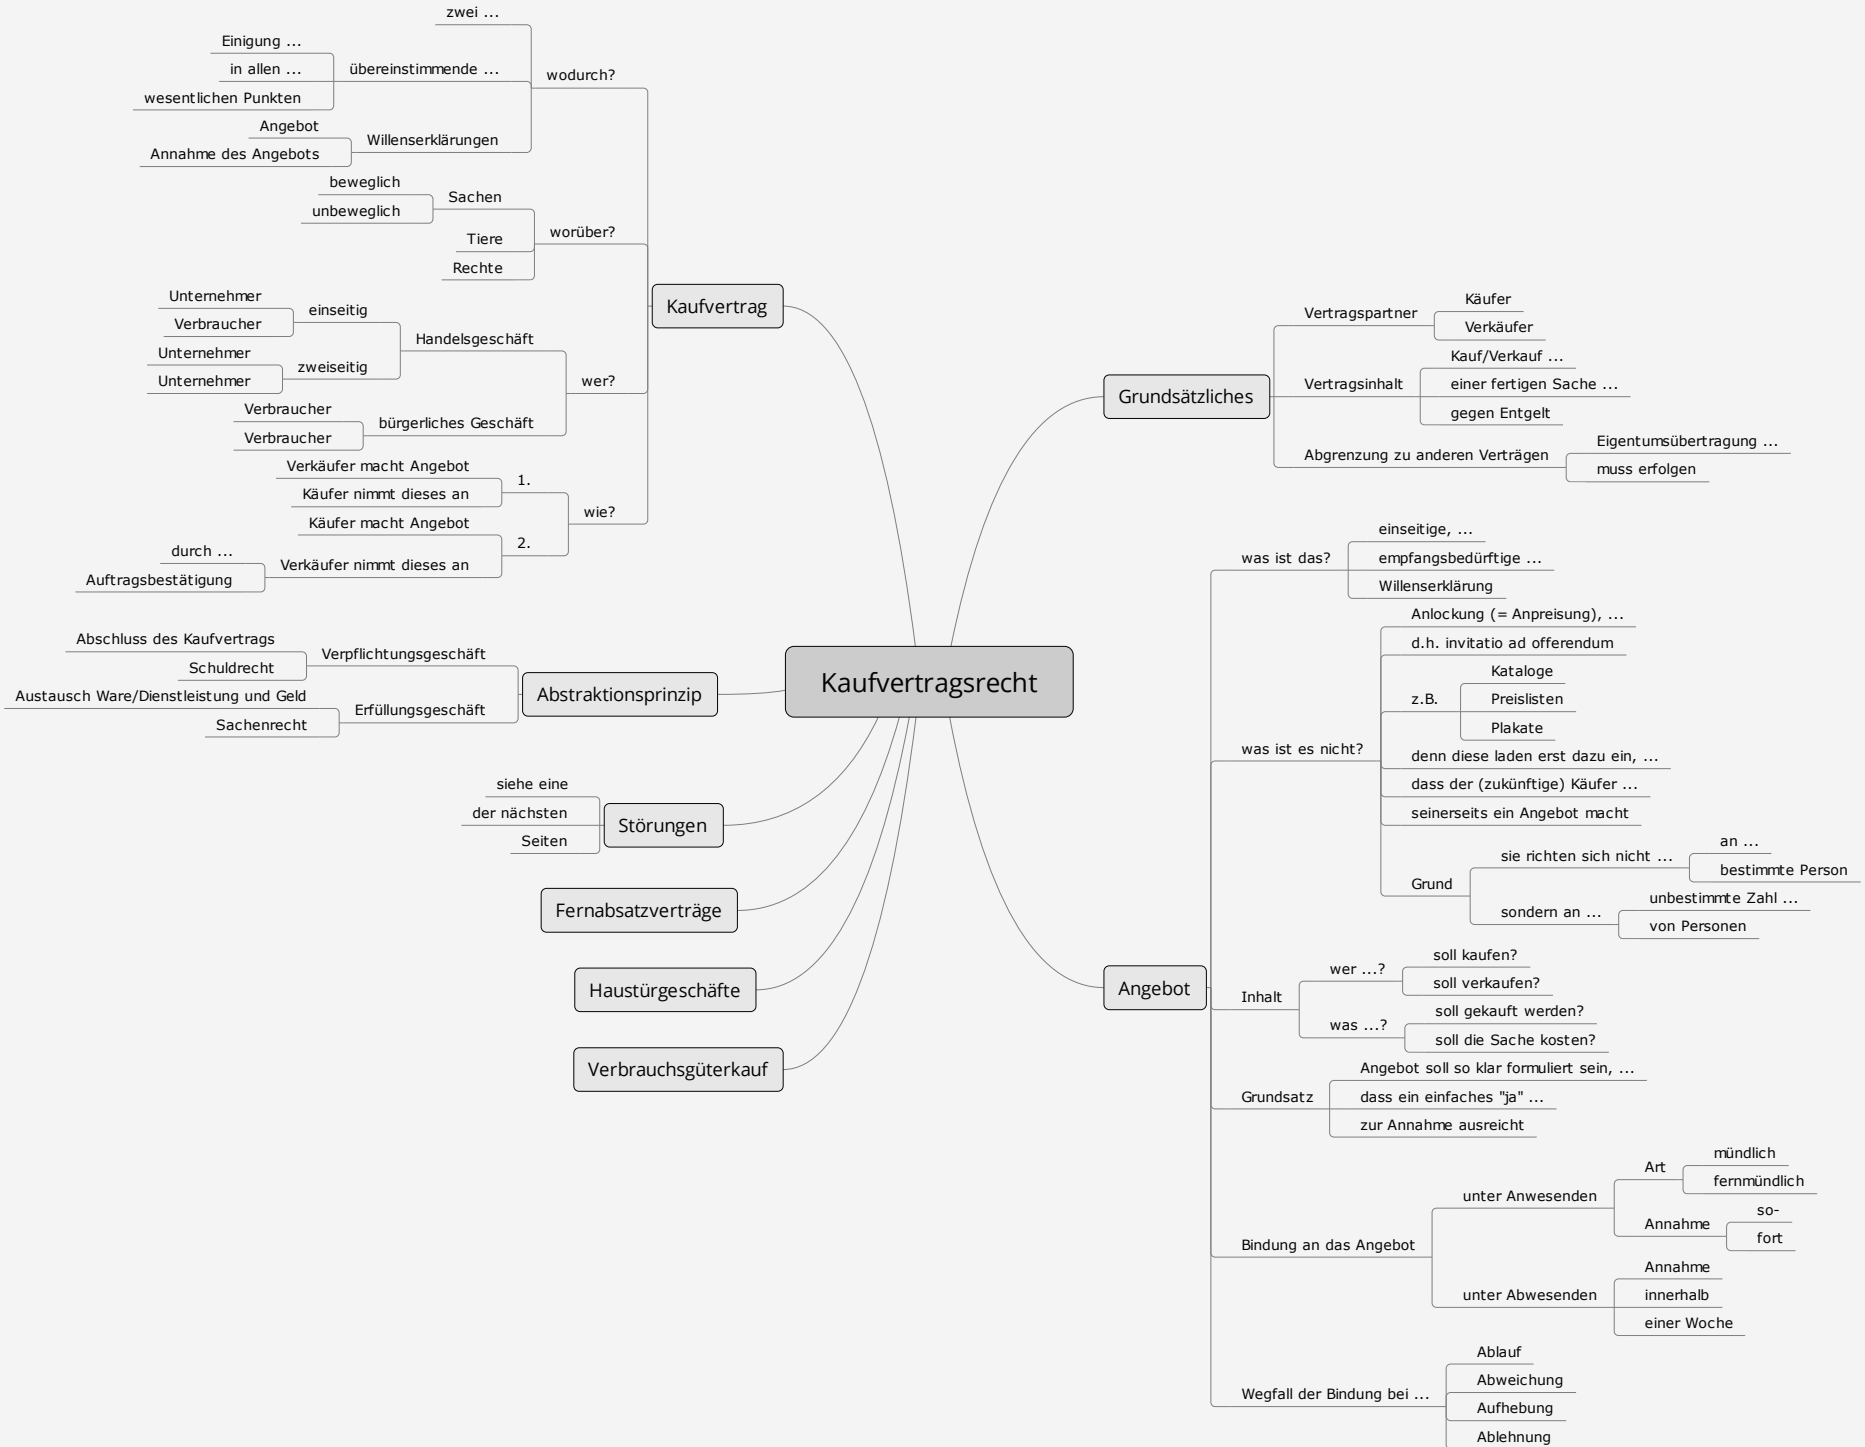 Kaufvertragsrecht
Kaufvertrag
wodurch?
zwei ...
übereinstimmende ...
Einigung ...
in allen ...
wesentlichen Punkten
Willenserklärungen
Angebot
Annahme des Angebots
worüber?
Sachen
beweglich
unbeweglich
Tiere
Rechte
wer?
Handelsgeschäft
einseitig
Unternehmer
Verbraucher
zweiseitig
Unternehmer
Unternehmer
bürgerliches Geschäft
Verbraucher
Verbraucher
wie?
1.
Verkäufer macht Angebot
Käufer nimmt dieses an
2.
Käufer macht Angebot
Verkäufer nimmt dieses an
durch ...
Auftragsbestätigung
Abstraktionsprinzip
Verpflichtungsgeschäft
Abschluss des Kaufvertrags
Schuldrecht
Erfüllungsgeschäft
Austausch Ware/Dienstleistung und Geld
Sachenrecht
Störungen
siehe eine
der nächsten
Seiten
Fernabsatzverträge
Haustürgeschäfte
Verbrauchsgüterkauf
Grundsätzliches
Vertragspartner
Käufer
Verkäufer
Vertragsinhalt
Kauf/Verkauf ...
einer fertigen Sache ...
gegen Entgelt
Abgrenzung zu anderen Verträgen
Eigentumsübertragung ...
muss erfolgen
Angebot
was ist das?
einseitige, ...
empfangsbedürftige ...
Willenserklärung
was ist es nicht?
Anlockung (= Anpreisung), ...
d.h. invitatio ad offerendum
z.B.
Kataloge
Preislisten
Plakate
denn diese laden erst dazu ein, ...
dass der (zukünftige) Käufer ...
seinerseits ein Angebot macht
Grund
sie richten sich nicht ...
an ...
bestimmte Person
sondern an ...
unbestimmte Zahl ...
von Personen
Inhalt
wer ...?
soll kaufen?
soll verkaufen?
was ...?
soll gekauft werden?
soll die Sache kosten?
Grundsatz
Angebot soll so klar formuliert sein, ...
dass ein einfaches "ja" ...
zur Annahme ausreicht
Bindung an das Angebot
unter Anwesenden
Art
mündlich
fernmündlich
Annahme
so-
fort
unter Abwesenden
Annahme
innerhalb
einer Woche
Wegfall der Bindung bei ...
Ablauf
Abweichung
Aufhebung
Ablehnung